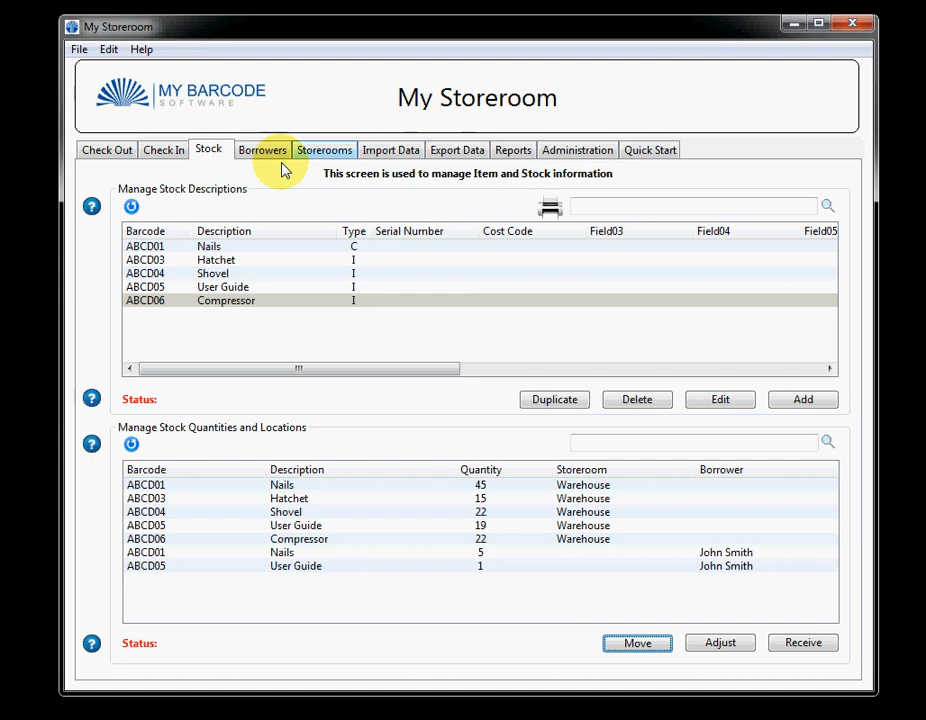 My Storeroom
File Edit Help
MY BARCODE
SOFTWARE
My Storeroom
Check Out Check In Stock Borrowers Storerooms Import Data Export Data Reports Administration Quick Start
This screen is used to manage Item and Stock information
Manage Stock Descriptions
Barcode Description Type Serial Number Cost Code Field03 Field04 Field05
ABCD01 Nails C
ABCD03 Hatchet I
ABCD04 Shovel I
ABCD05 User Guide I
ABCD06 Compressor I
Status: Duplicate Delete Edit Add
Manage Stock Quantities and Locations
Barcode Description Quantity Storeroom Borrower
ABCD01 Nails 45 Warehouse
ABCD03 Hatchet 15 Warehouse
ABCD04 Shovel 22 Warehouse
ABCD05 User Guide 19 Warehouse
ABCD06 Compressor 22 Warehouse
ABCD01 Nails 5 John Smith
ABCD05 User Guide 1 John Smith
Status: Move Adjust Receive